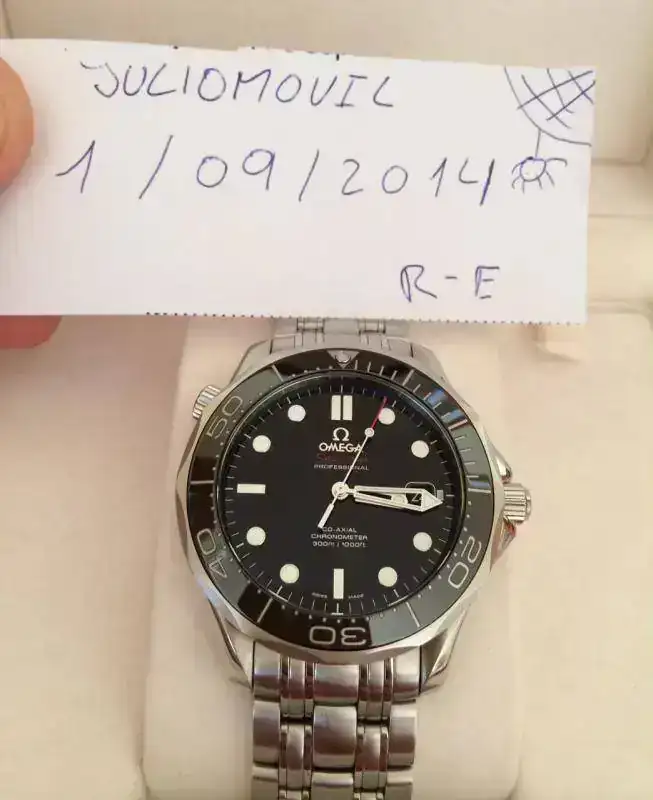 JULIOMOVIL
1/09/2014
R-E
50
OMEGA
Seamaster
PROFESSIONAL
CO-AXIAL
CHRONOMETER
300m / 1000ft
40
20
SWISS MADE
30